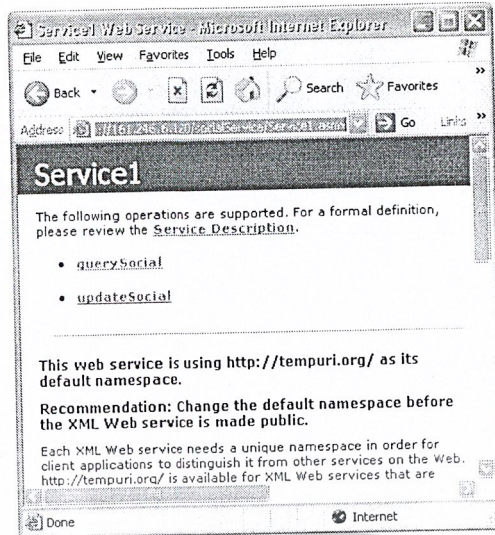 Service1 Web Service - Microsoft Internet Explorer
File Edit View Favorites Tools Help
Back Search Favorites
Address Go Links
Service1
The following operations are supported. For a formal definition,
please review the Service Description.
• querySocial
• updateSocial
This web service is using http://tempuri.org/ as its
default namespace.
Recommendation: Change the default namespace before
the XML Web service is made public.
Each XML Web service needs a unique namespace in order for
client applications to distinguish it from other services on the Web.
http://tempuri.org/ is available for XML Web services that are
Done Internet